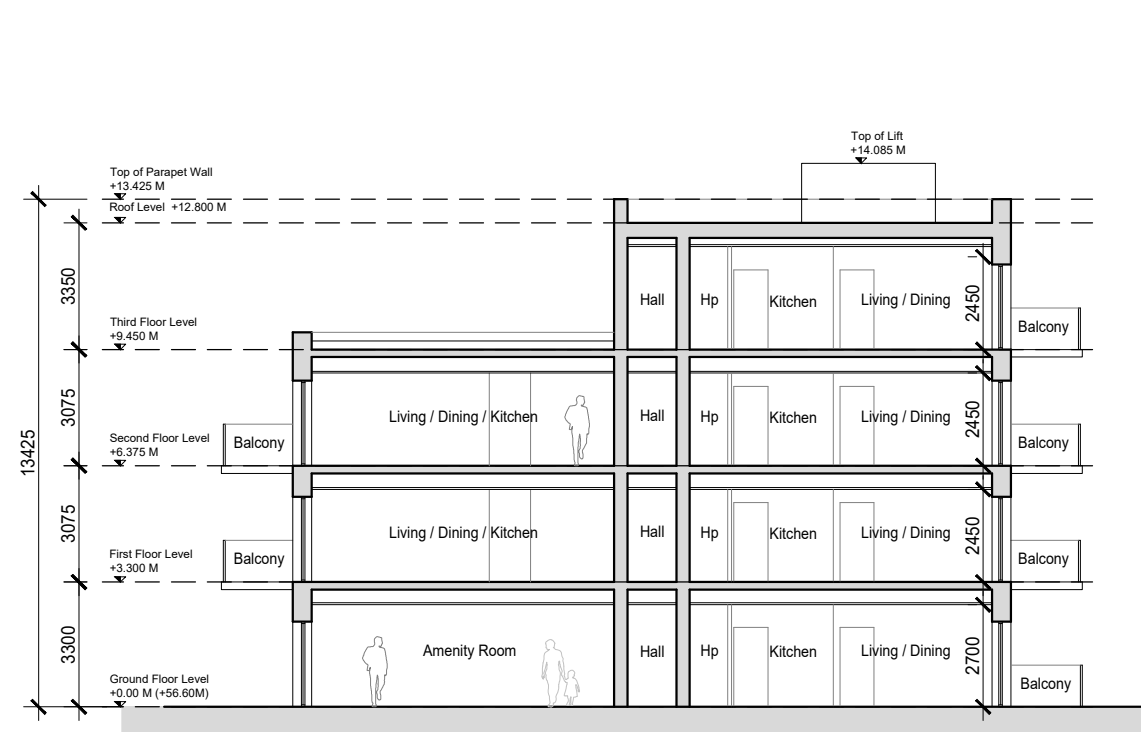 Top of Lift
+14.085 M
Top of Parapet Wall
+13.425 M
Roof Level +12.800 M
3350
Hall
Hp
Kitchen
Living / Dining
2450
Balcony
Third Floor Level
+9.450 M
3075
Living / Dining / Kitchen
Hall
Hp
Kitchen
Living / Dining
2450
Balcony
Balcony
13425
Second Floor Level
+6.375 M
3075
Living / Dining / Kitchen
Hall
Hp
Kitchen
Living / Dining
2450
Balcony
Balcony
First Floor Level
+3.300 M
3300
Amenity Room
Hall
Hp
Kitchen
Living / Dining
2700
Balcony
Ground Floor Level
+0.00 M (+56.60M)